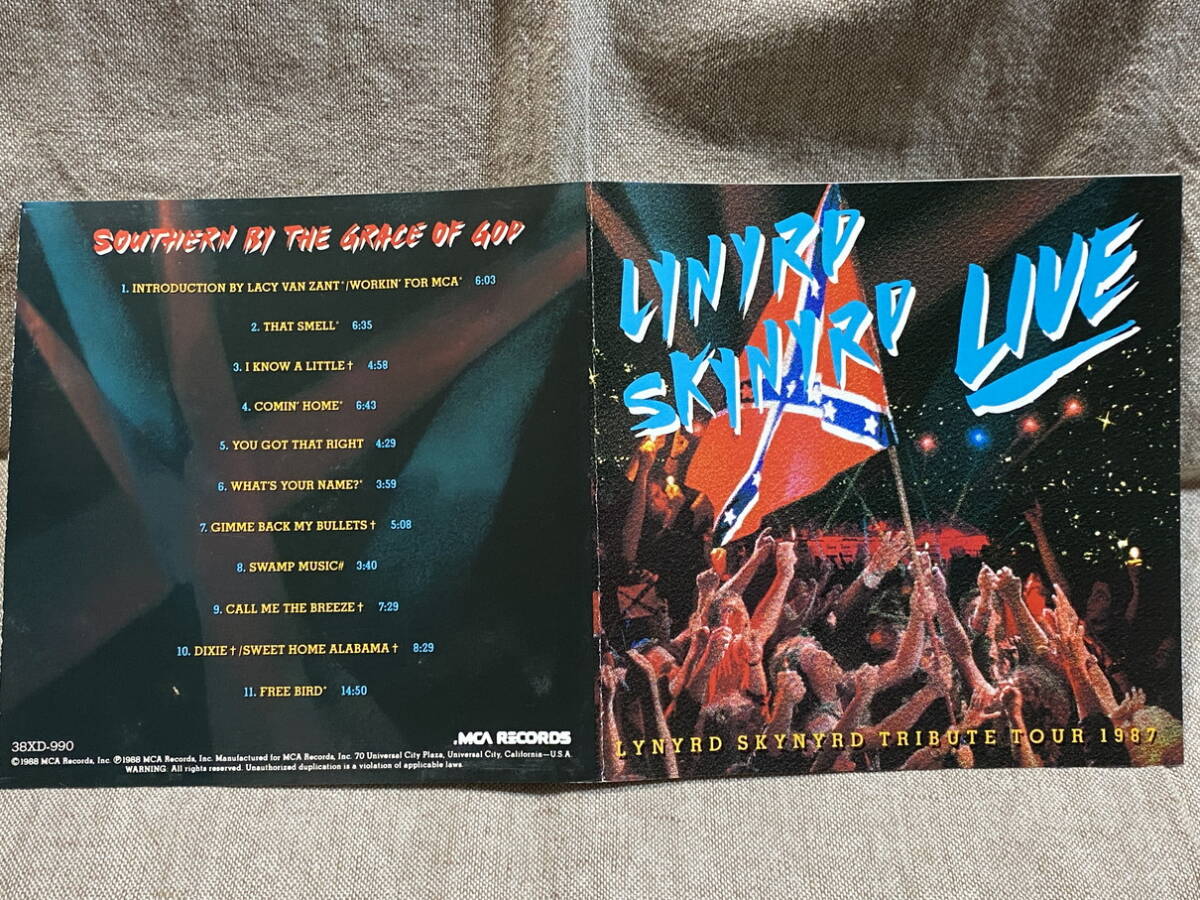 SOUTHERN BY THE GRACE OF GOD
1. INTRODUCTION BY LACY VAN ZANT*/WORKIN' FOR MCA* 6:03
2. THAT SMELL* 6:35
3. I KNOW A LITTLE† 4:58
4. COMIN' HOME* 6:43
5. YOU GOT THAT RIGHT 4:29
6. WHAT'S YOUR NAME?* 3:59
7. GIMME BACK MY BULLETS† 5:08
8. SWAMP MUSIC# 3:40
9. CALL ME THE BREEZE† 7:29
10. DIXIE†/SWEET HOME ALABAMA† 8:29
11. FREE BIRD* 14:50
.MCA RECORDS
38XD-990
©1988 MCA Records, Inc. ℗1988 MCA Records, Inc. Manufactured for MCA Records, Inc. 70 Universal City Plaza, Universal City, California—U.S.A.
WARNING: All rights reserved. Unauthorized duplication is a violation of applicable laws.
LYNYRD
SKYNYRD
LIVE
LYNYRD SKYNYRD TRIBUTE TOUR 1987